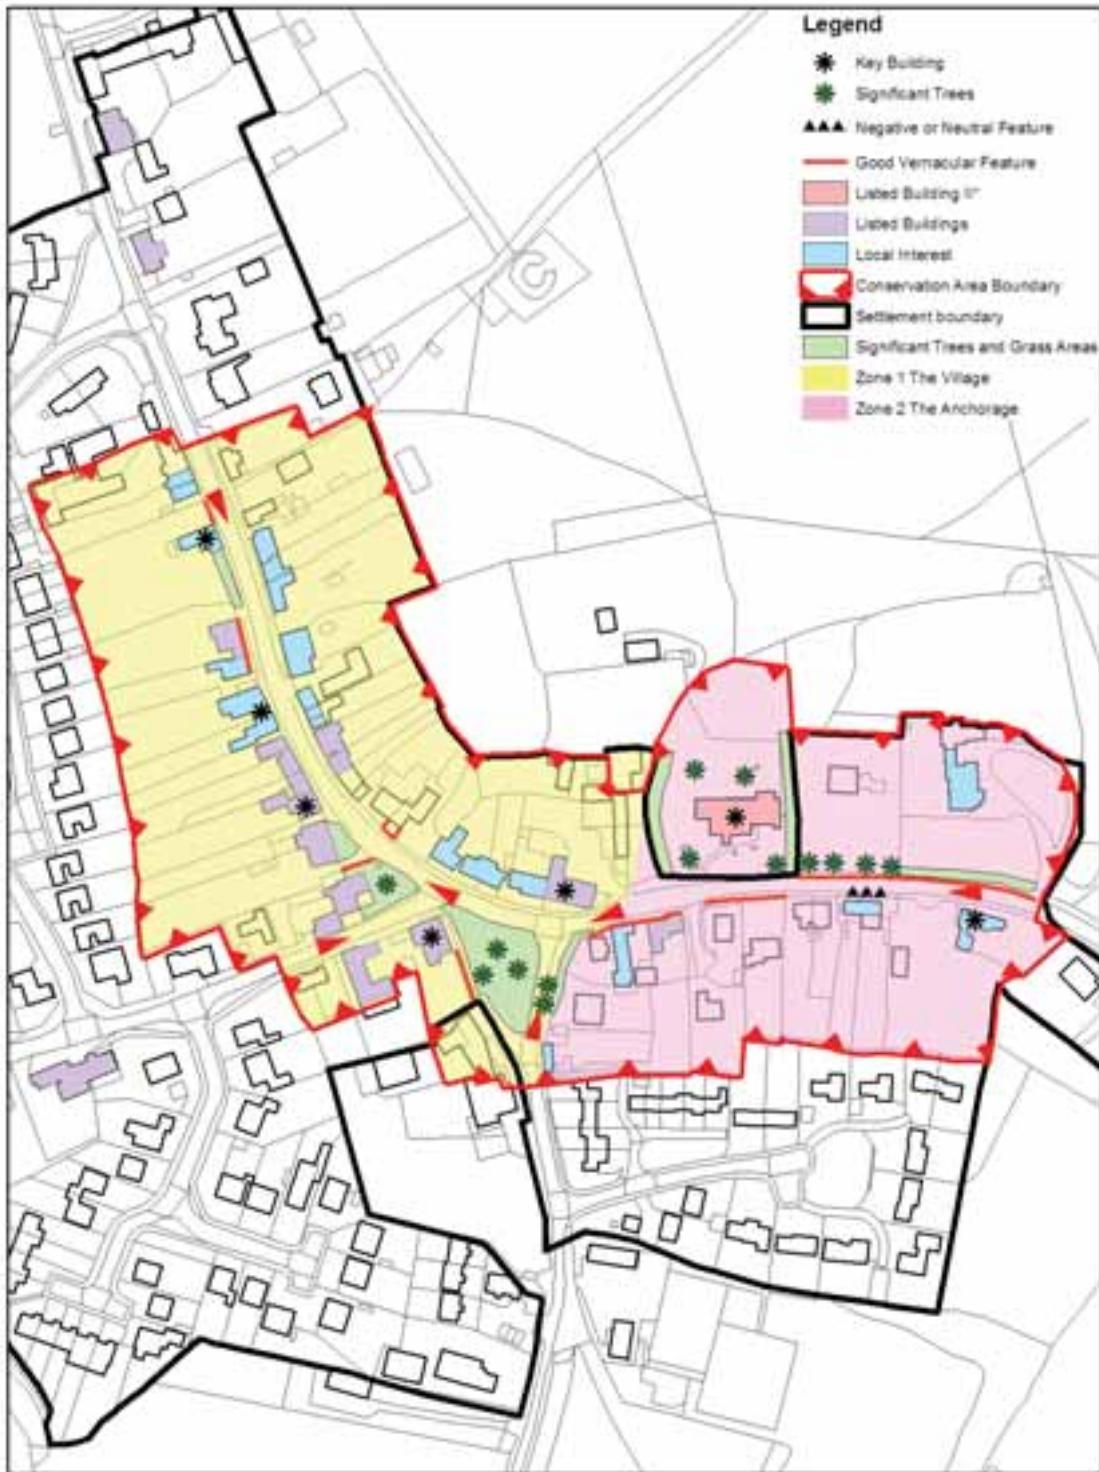 Legend
Key Building
Significant Trees
Negative or Neutral Feature
Good Vernacular Feature
Listed Building II*
Listed Buildings
Local Interest
Conservation Area Boundary
Settlement boundary
Significant Trees and Grass Areas
Zone 1 The Village
Zone 2 The Anchorage